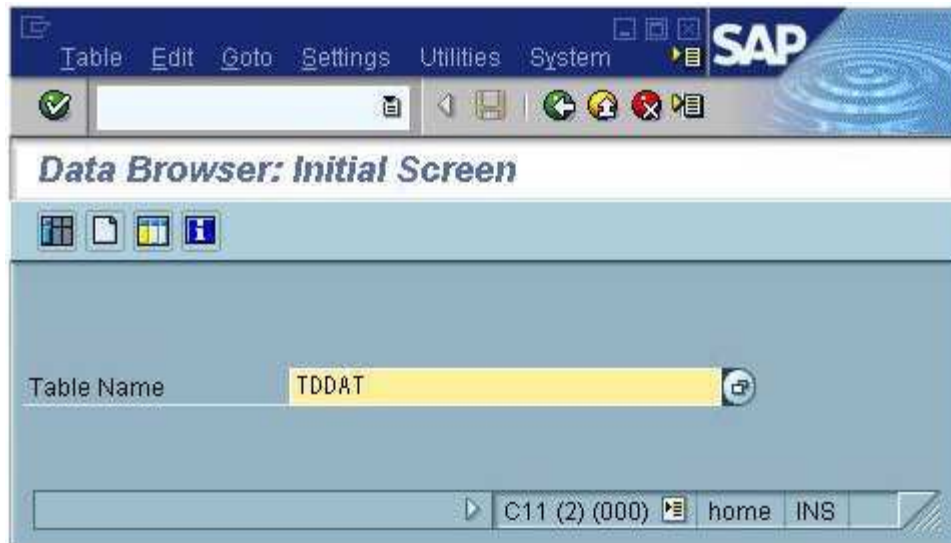 Table Edit Goto Settings Utilities System
SAP
Data Browser: Initial Screen
Table Name TDDAT
C11 (2) (000) home INS